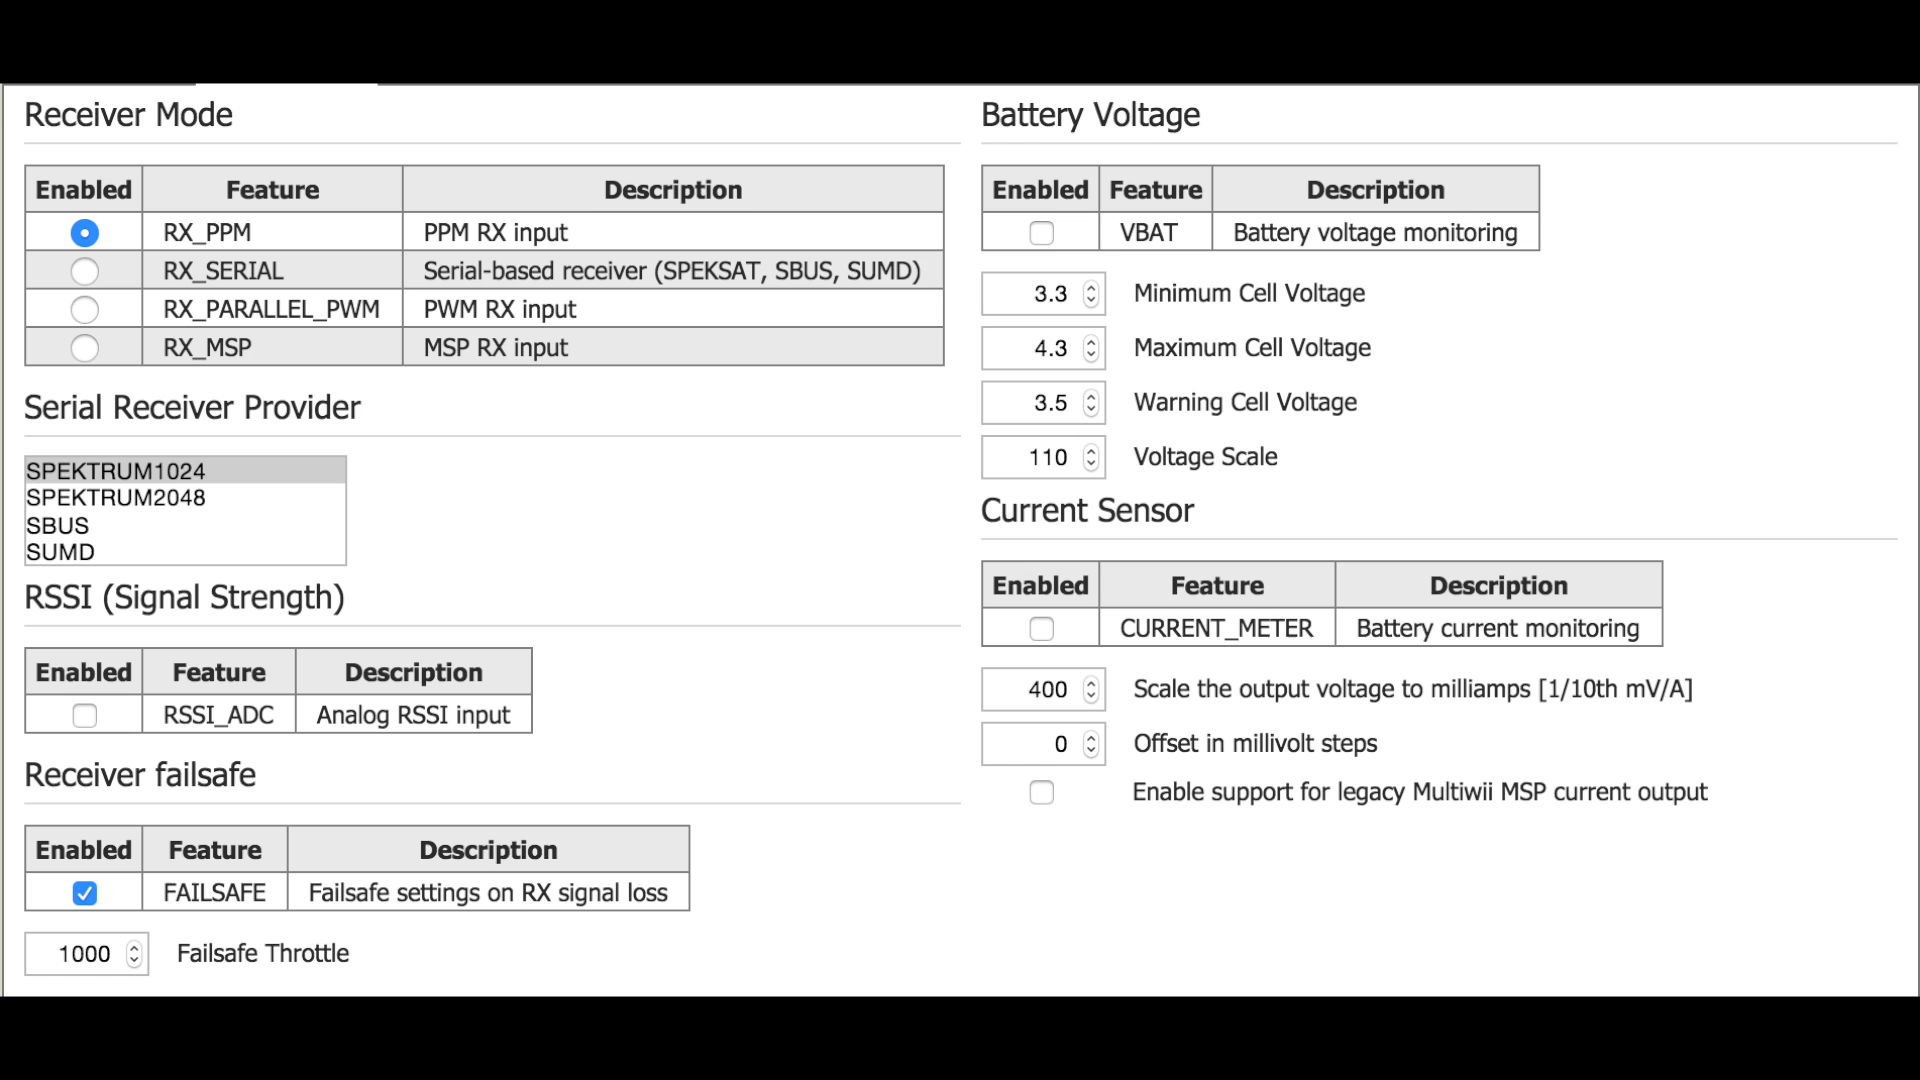 Receiver Mode
Enabled Feature Description
RX_PPM PPM RX input
RX_SERIAL Serial-based receiver (SPEKSAT, SBUS, SUMD)
RX_PARALLEL_PWM PWM RX input
RX_MSP MSP RX input
Serial Receiver Provider
SPEKTRUM1024
SPEKTRUM2048
SBUS
SUMD
RSSI (Signal Strength)
Enabled Feature Description
RSSI_ADC Analog RSSI input
Receiver failsafe
Enabled Feature Description
FAILSAFE Failsafe settings on RX signal loss
1000 Failsafe Throttle
Battery Voltage
Enabled Feature Description
VBAT Battery voltage monitoring
3.3 Minimum Cell Voltage
4.3 Maximum Cell Voltage
3.5 Warning Cell Voltage
110 Voltage Scale
Current Sensor
Enabled Feature Description
CURRENT_METER Battery current monitoring
400 Scale the output voltage to milliamps [1/10th mV/A]
0 Offset in millivolt steps
Enable support for legacy Multiwii MSP current output